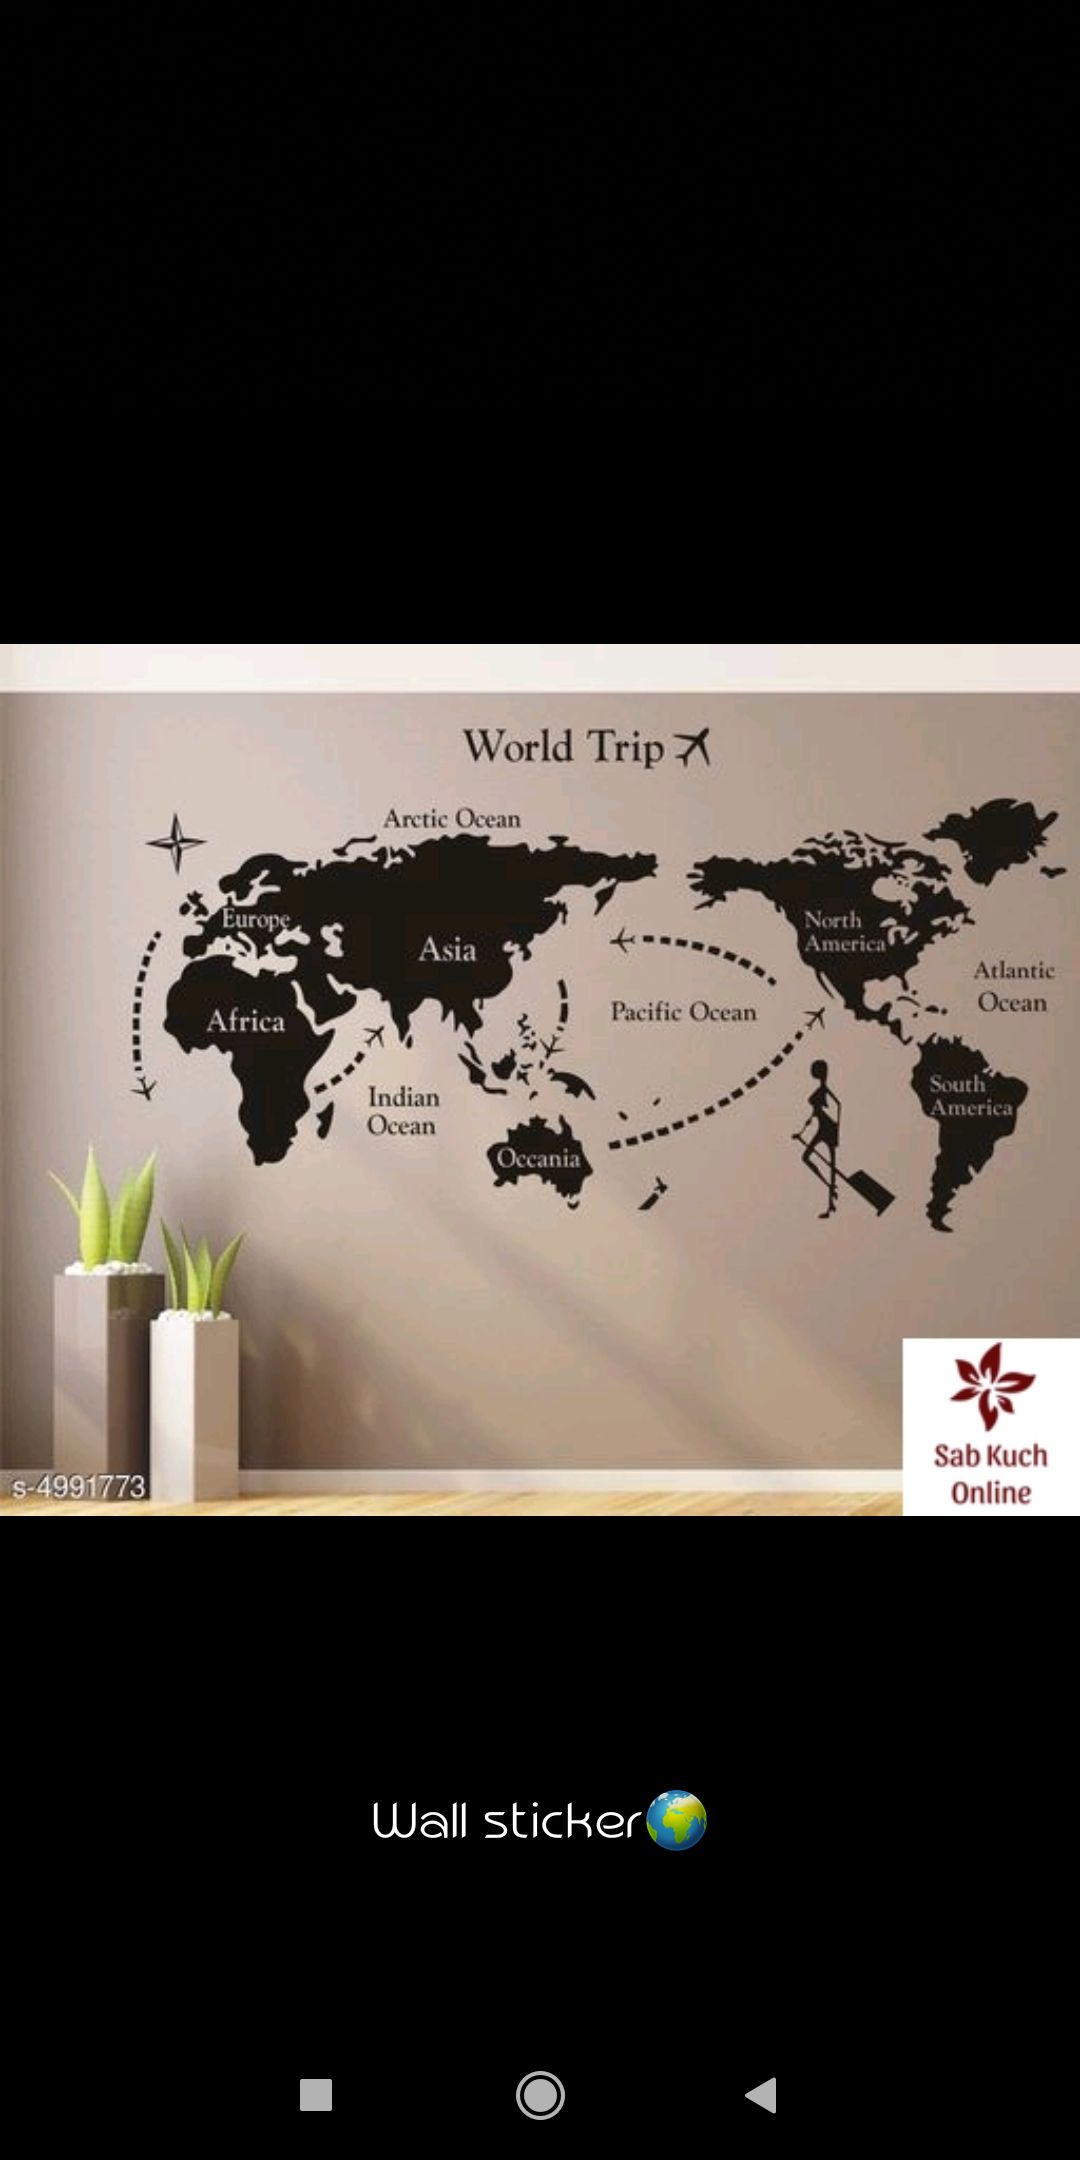 World Trip
Arctic Ocean
Europe
Asia
Africa
North
America
Atlantic
Ocean
Pacific Ocean
Indian
Ocean
South
America
Occania
s-4991773
Sab Kuch
Online
Wall sticker